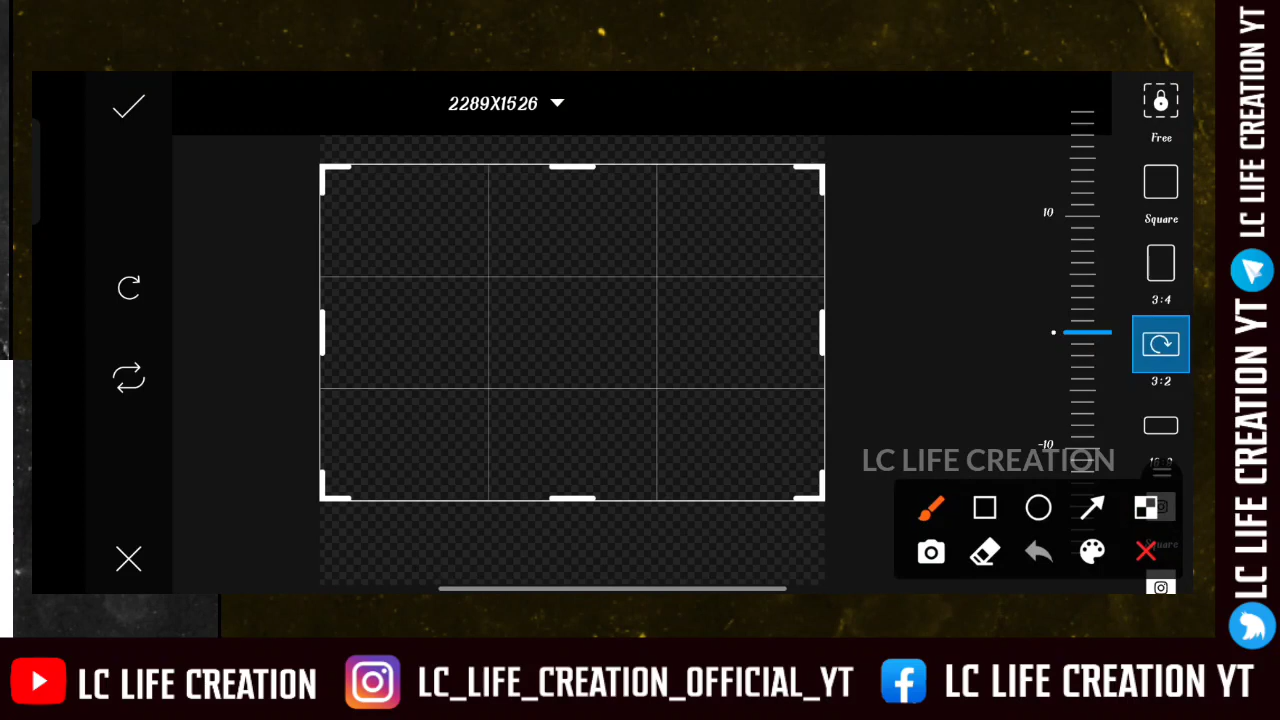 2289X1526
Free
Square
3:4
3:2
10
-10
LC LIFE CREATION
LC LIFE CREATION YT
LC LIFE CREATION YT
LC LIFE CREATION
LC_LIFE_CREATION_OFFICIAL_YT
LC LIFE CREATION YT